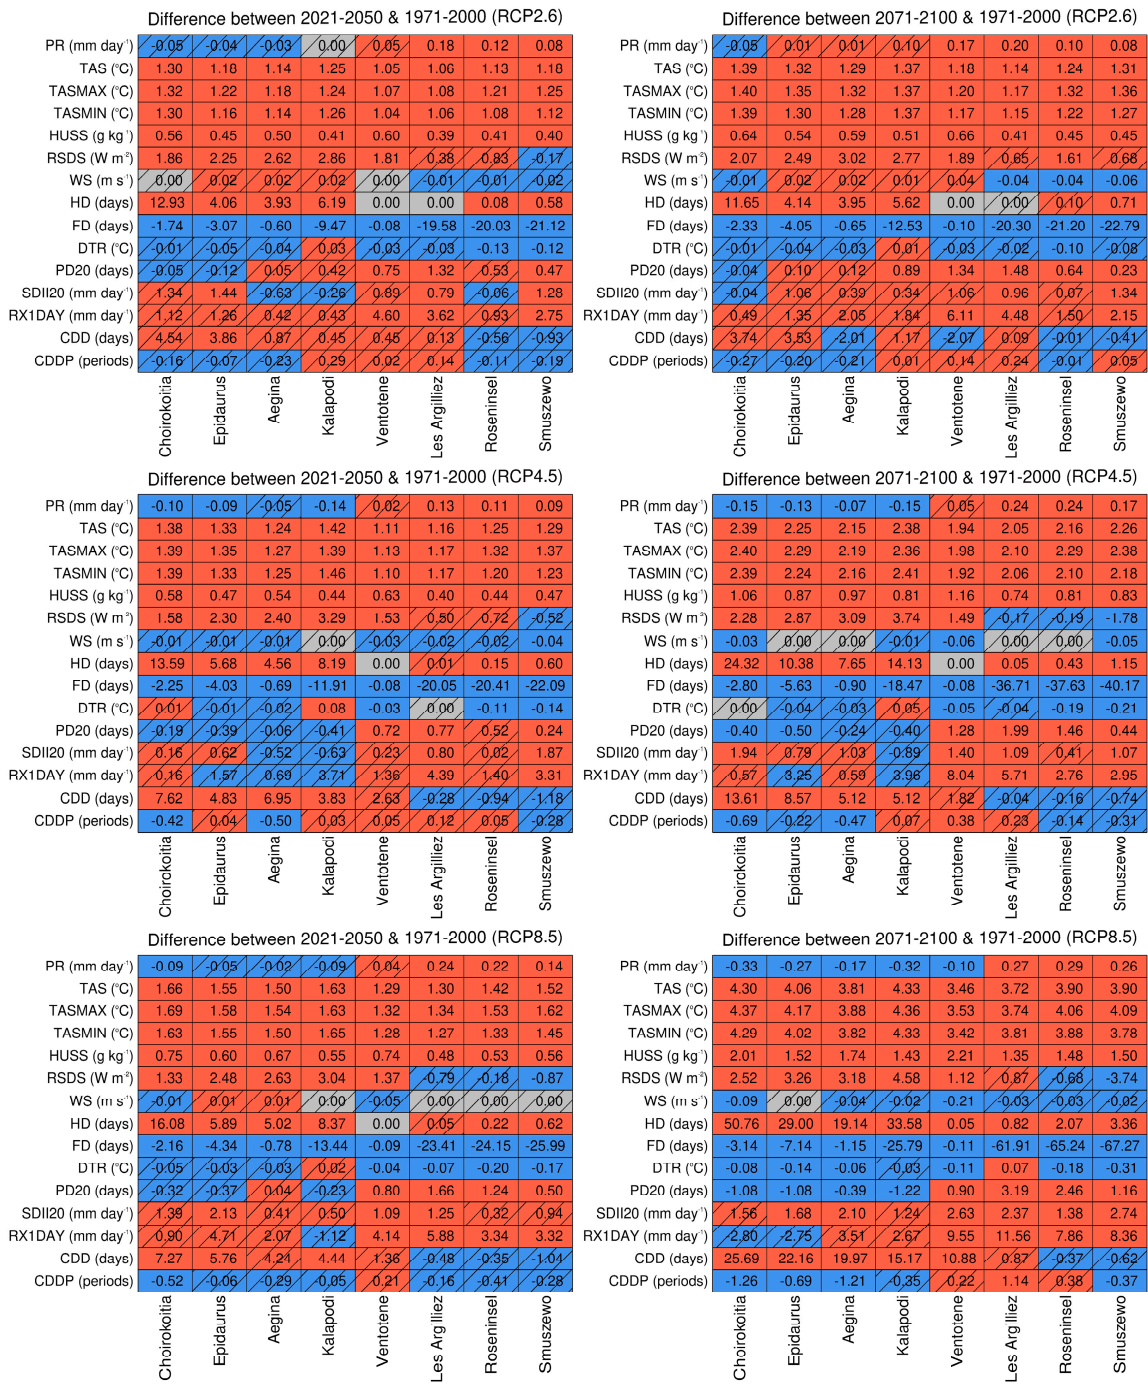 Difference between 2021-2050 & 1971-2000 (RCP2.6)
PR (mm day⁻¹) -0.05 -0.04 -0.03 0.00 0.05 0.18 0.12 0.08
TAS (°C) 1.30 1.18 1.14 1.25 1.05 1.06 1.13 1.18
TASMAX (°C) 1.32 1.22 1.18 1.24 1.07 1.08 1.21 1.25
TASMIN (°C) 1.30 1.16 1.14 1.26 1.04 1.06 1.08 1.12
HUSS (g kg⁻¹) 0.56 0.45 0.50 0.41 0.60 0.39 0.41 0.40
RSDS (W m⁻²) 1.86 2.25 2.62 2.86 1.81 0.38 0.83 -0.17
WS (m s⁻¹) 0.00 0.02 0.02 0.02 0.00 -0.01 -0.01 -0.02
HD (days) 12.93 4.06 3.93 6.19 0.00 0.00 0.08 0.58
FD (days) -1.74 -3.07 -0.60 -9.47 -0.08 -19.58 -20.03 -21.12
DTR (°C) -0.01 -0.05 -0.04 0.03 -0.03 -0.03 -0.13 -0.12
PD20 (days) -0.05 -0.12 0.05 0.42 0.75 1.32 0.53 0.47
SDII20 (mm day⁻¹) 1.34 1.44 -0.63 -0.26 0.89 0.79 -0.06 1.28
RX1DAY (mm day⁻¹) 1.12 1.26 0.42 0.43 4.60 3.62 0.93 2.75
CDD (days) 4.54 3.86 0.87 0.45 0.45 0.13 -0.56 -0.93
CDDP (periods) -0.16 -0.07 -0.23 0.29 0.02 0.14 -0.11 -0.19
Choirokoitia Epidaurus Aegina Kalapodi Ventotene Les Argilliez Roseninsel Smuszewo
Difference between 2071-2100 & 1971-2000 (RCP2.6)
PR (mm day⁻¹) -0.05 0.01 0.01 0.10 0.17 0.20 0.10 0.08
TAS (°C) 1.39 1.32 1.29 1.37 1.18 1.14 1.24 1.31
TASMAX (°C) 1.40 1.35 1.32 1.37 1.20 1.17 1.32 1.36
TASMIN (°C) 1.39 1.30 1.28 1.37 1.17 1.15 1.22 1.27
HUSS (g kg⁻¹) 0.64 0.54 0.59 0.51 0.66 0.41 0.45 0.45
RSDS (W m⁻²) 2.07 2.49 3.02 2.77 1.89 0.65 1.61 0.68
WS (m s⁻¹) -0.01 0.02 0.02 0.01 0.04 -0.04 -0.04 -0.06
HD (days) 11.65 4.14 3.95 5.62 0.00 0.00 0.10 0.71
FD (days) -2.33 -4.05 -0.65 -12.53 -0.10 -20.30 -21.20 -22.79
DTR (°C) -0.01 -0.04 -0.03 0.01 -0.03 -0.02 -0.10 -0.08
PD20 (days) -0.04 0.10 0.12 0.89 1.34 1.48 0.64 0.23
SDII20 (mm day⁻¹) -0.04 1.06 0.39 0.34 1.06 0.96 0.07 1.34
RX1DAY (mm day⁻¹) 0.49 1.35 2.05 1.84 6.11 4.48 1.50 2.15
CDD (days) 3.74 3.53 -2.01 1.17 -2.07 0.09 -0.01 -0.41
CDDP (periods) -0.27 -0.20 -0.21 0.01 0.14 0.24 -0.01 0.05
Choirokoitia Epidaurus Aegina Kalapodi Ventotene Les Argilliez Roseninsel Smuszewo
Difference between 2021-2050 & 1971-2000 (RCP4.5)
PR (mm day⁻¹) -0.10 -0.09 -0.05 -0.14 0.02 0.13 0.11 0.09
TAS (°C) 1.38 1.33 1.24 1.42 1.11 1.16 1.25 1.29
TASMAX (°C) 1.39 1.35 1.27 1.39 1.13 1.17 1.32 1.37
TASMIN (°C) 1.39 1.33 1.25 1.46 1.10 1.17 1.20 1.23
HUSS (g kg⁻¹) 0.58 0.47 0.54 0.44 0.63 0.40 0.44 0.47
RSDS (W m⁻²) 1.58 2.30 2.40 3.29 1.53 0.50 0.72 -0.52
WS (m s⁻¹) -0.01 -0.01 -0.01 0.00 -0.03 -0.02 -0.02 -0.04
HD (days) 13.59 5.68 4.56 8.19 0.00 0.01 0.15 0.60
FD (days) -2.25 -4.03 -0.69 -11.91 -0.08 -20.05 -20.41 -22.09
DTR (°C) 0.01 -0.01 -0.02 0.08 -0.03 0.00 -0.11 -0.14
PD20 (days) -0.19 -0.39 -0.06 -0.41 0.72 0.77 0.52 0.24
SDII20 (mm day⁻¹) 0.16 0.62 -0.52 -0.63 0.23 0.80 0.02 1.87
RX1DAY (mm day⁻¹) 0.16 1.57 0.69 3.71 1.36 4.39 1.40 3.31
CDD (days) 7.62 4.83 6.95 3.83 2.63 -0.28 -0.94 -1.18
CDDP (periods) -0.42 0.04 -0.50 0.03 0.05 0.12 0.05 -0.28
Choirokoitia Epidaurus Aegina Kalapodi Ventotene Les Argilliez Roseninsel Smuszewo
Difference between 2071-2100 & 1971-2000 (RCP4.5)
PR (mm day⁻¹) -0.15 -0.13 -0.07 -0.15 0.05 0.24 0.24 0.17
TAS (°C) 2.39 2.25 2.15 2.38 1.94 2.05 2.16 2.26
TASMAX (°C) 2.40 2.29 2.19 2.36 1.98 2.10 2.29 2.38
TASMIN (°C) 2.39 2.24 2.16 2.41 1.92 2.06 2.10 2.18
HUSS (g kg⁻¹) 1.06 0.87 0.97 0.81 1.16 0.74 0.81 0.83
RSDS (W m⁻²) 2.28 2.87 3.09 3.74 1.49 -0.17 -0.19 -1.78
WS (m s⁻¹) -0.03 0.00 0.00 -0.01 -0.06 0.00 0.00 -0.05
HD (days) 24.32 10.38 7.65 14.13 0.00 0.05 0.43 1.15
FD (days) -2.80 -5.63 -0.90 -18.47 -0.08 -36.71 -37.63 -40.17
DTR (°C) 0.00 -0.04 -0.03 0.05 -0.05 -0.04 -0.19 -0.21
PD20 (days) -0.40 -0.50 -0.24 -0.40 1.28 1.99 1.46 0.44
SDII20 (mm day⁻¹) 1.94 0.79 1.03 -0.89 1.40 1.09 0.41 1.07
RX1DAY (mm day⁻¹) 0.57 3.25 0.59 3.96 8.04 5.71 2.76 2.95
CDD (days) 13.61 8.57 5.12 5.12 1.82 -0.04 -0.16 -0.74
CDDP (periods) -0.69 -0.22 -0.47 0.07 0.38 0.23 -0.14 -0.31
Choirokoitia Epidaurus Aegina Kalapodi Ventotene Les Argilliez Roseninsel Smuszewo
Difference between 2021-2050 & 1971-2000 (RCP8.5)
PR (mm day⁻¹) -0.09 -0.05 -0.02 -0.09 0.04 0.24 0.22 0.14
TAS (°C) 1.66 1.55 1.50 1.63 1.29 1.30 1.42 1.52
TASMAX (°C) 1.69 1.58 1.54 1.63 1.32 1.34 1.53 1.62
TASMIN (°C) 1.63 1.55 1.50 1.65 1.28 1.27 1.33 1.45
HUSS (g kg⁻¹) 0.75 0.60 0.67 0.55 0.74 0.48 0.53 0.56
RSDS (W m⁻²) 1.33 2.48 2.63 3.04 1.37 -0.79 -0.18 -0.87
WS (m s⁻¹) -0.01 0.01 0.01 0.00 -0.05 0.00 0.00 0.00
HD (days) 16.08 5.89 5.02 8.37 0.00 0.05 0.22 0.62
FD (days) -2.16 -4.34 -0.78 -13.44 -0.09 -23.41 -24.15 -25.99
DTR (°C) -0.05 -0.03 -0.03 0.02 -0.04 -0.07 -0.20 -0.17
PD20 (days) -0.32 -0.37 0.04 -0.23 0.80 1.66 1.24 0.50
SDII20 (mm day⁻¹) 1.39 2.13 0.41 0.50 1.09 1.25 0.32 0.94
RX1DAY (mm day⁻¹) 0.90 4.71 2.07 -1.12 4.14 5.88 3.34 3.32
CDD (days) 7.27 5.76 4.24 4.44 1.36 -0.48 -0.35 -1.04
CDDP (periods) -0.52 -0.06 -0.29 -0.05 0.21 -0.16 -0.41 -0.28
Choirokoitia Epidaurus Aegina Kalapodi Ventotene Les Argilliez Roseninsel Smuszewo
Difference between 2071-2100 & 1971-2000 (RCP8.5)
PR (mm day⁻¹) -0.33 -0.27 -0.17 -0.32 -0.10 0.27 0.29 0.26
TAS (°C) 4.30 4.06 3.81 4.33 3.46 3.72 3.90 3.90
TASMAX (°C) 4.37 4.17 3.88 4.36 3.53 3.74 4.06 4.09
TASMIN (°C) 4.29 4.02 3.82 4.33 3.42 3.81 3.88 3.78
HUSS (g kg⁻¹) 2.01 1.52 1.74 1.43 2.21 1.35 1.48 1.50
RSDS (W m⁻²) 2.52 3.26 3.18 4.58 1.12 0.87 -0.68 -3.74
WS (m s⁻¹) -0.09 0.00 -0.04 -0.02 -0.21 -0.03 -0.03 -0.02
HD (days) 50.76 29.00 19.14 33.58 0.05 0.82 2.07 3.36
FD (days) -3.14 -7.14 -1.15 -25.79 -0.11 -61.91 -65.24 -67.27
DTR (°C) -0.08 -0.14 -0.06 -0.03 -0.11 0.07 -0.18 -0.31
PD20 (days) -1.08 -1.08 -0.39 -1.22 0.90 3.19 2.46 1.16
SDII20 (mm day⁻¹) 1.56 1.68 2.10 1.24 2.63 2.37 1.38 2.74
RX1DAY (mm day⁻¹) -2.80 -2.75 3.51 2.67 9.55 11.56 7.86 8.36
CDD (days) 25.69 22.16 19.97 15.17 10.88 0.87 -0.37 -0.62
CDDP (periods) -1.26 -0.69 -1.21 -0.35 0.22 1.14 0.38 -0.37
Choirokoitia Epidaurus Aegina Kalapodi Ventotene Les Argilliez Roseninsel Smuszewo